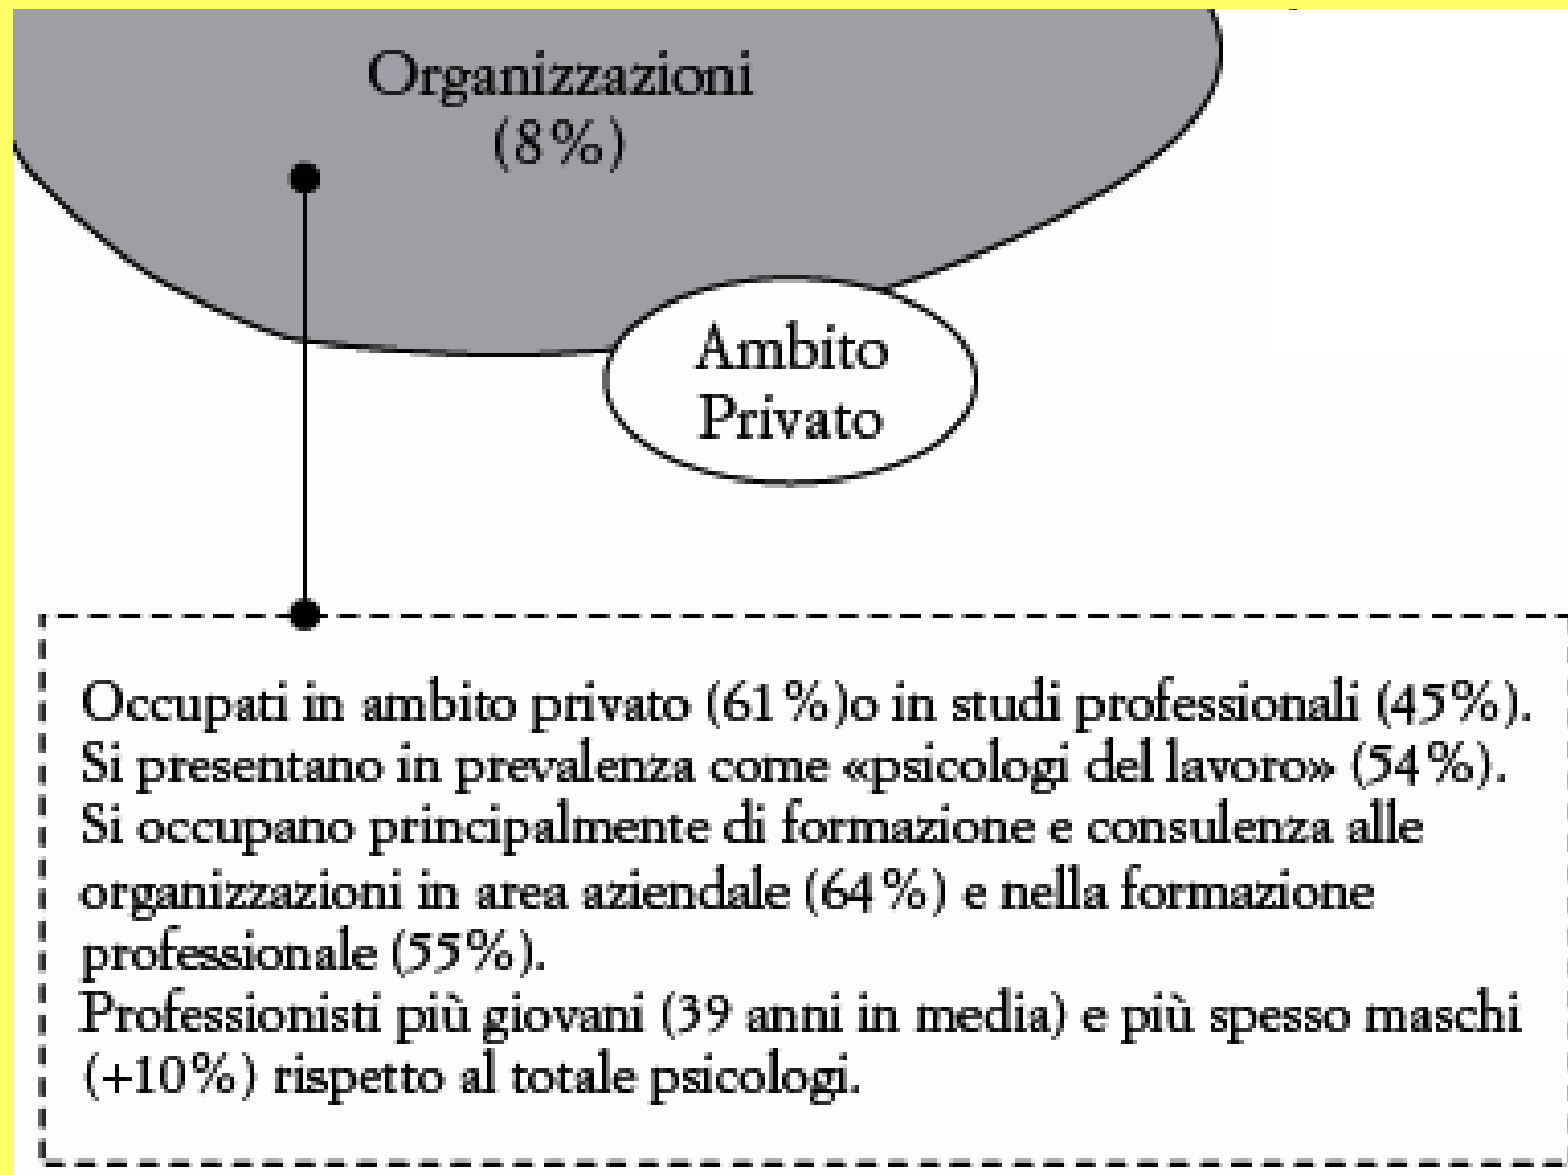 Organizzazioni
(8%)
Ambito
Privato
Occupati in ambito privato (61%)o in studi professionali (45%).
Si presentano in prevalenza come «psicologi del lavoro» (54%).
Si occupano principalmente di formazione e consulenza alle
organizzazioni in area aziendale (64%) e nella formazione
professionale (55%).
Professionisti più giovani (39 anni in media) e più spesso maschi
(+10%) rispetto al totale psicologi.